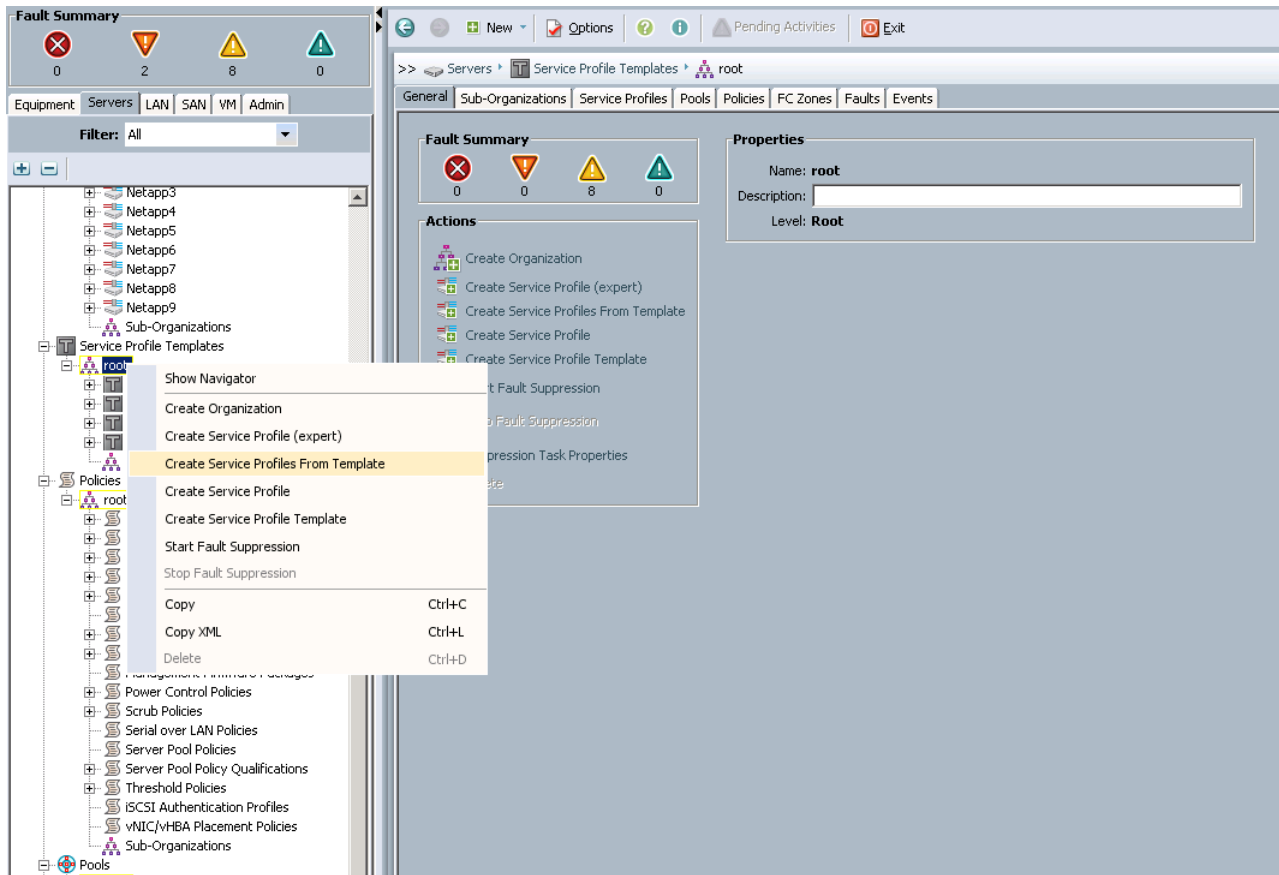 Fault Summary
0 2 8 0
Equipment Servers LAN SAN VM Admin
Filter: All
Netapp3
Netapp4
Netapp5
Netapp6
Netapp7
Netapp8
Netapp9
Sub-Organizations
Service Profile Templates
root
Policies
root
Power Control Policies
Scrub Policies
Serial over LAN Policies
Server Pool Policies
Server Pool Policy Qualifications
Threshold Policies
iSCSI Authentication Profiles
vNIC/vHBA Placement Policies
Sub-Organizations
Pools
Show Navigator
Create Organization
Create Service Profile (expert)
Create Service Profiles From Template
Create Service Profile
Create Service Profile Template
Start Fault Suppression
Stop Fault Suppression
Copy Ctrl+C
Copy XML Ctrl+L
Delete Ctrl+D
New Options Pending Activities Exit
>> Servers Service Profile Templates root
General Sub-Organizations Service Profiles Pools Policies FC Zones Faults Events
Fault Summary
0 0 8 0
Actions
Create Organization
Create Service Profile (expert)
Create Service Profiles From Template
Create Service Profile
Create Service Profile Template
t Fault Suppression
Fault Suppression
pression Task Properties
Properties
Name: root
Description:
Level: Root